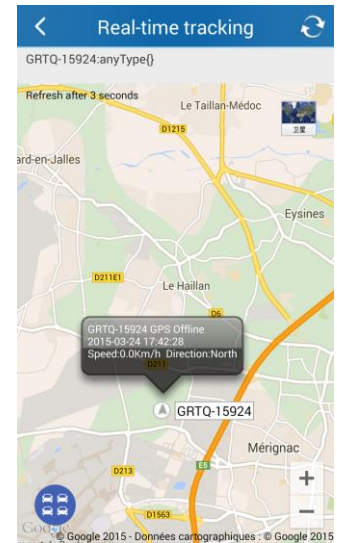 Real-time tracking
GRTQ-15924:anyType{}
Refresh after 3 seconds
Le Taillan-Médoc
卫星
D1215
ard-en-Jalles
Eysines
D211E1
Le Haillan
D6
GRTQ-15924 GPS Offline
2015-03-24 17:42:28
Speed:0.0Km/h Direction:North
D211
GRTQ-15924
Mérignac
D213
E5
+
D1563
−
Google
© Google 2015 - Données cartographiques : © Google 2015